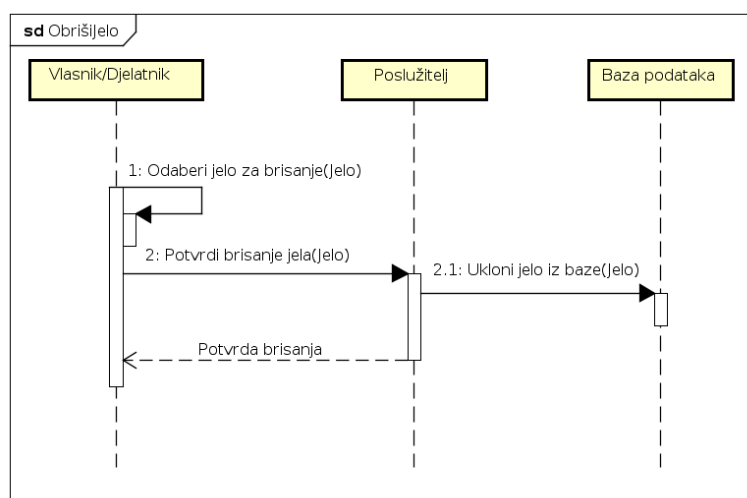 sd ObrišiJelo
Vlasnik/Djelatnik
Poslužitelj
Baza podataka
1: Odaberi jelo za brisanje(Jelo)
2: Potvrdi brisanje jela(Jelo)
2.1: Ukloni jelo iz baze(Jelo)
Potvrda brisanja